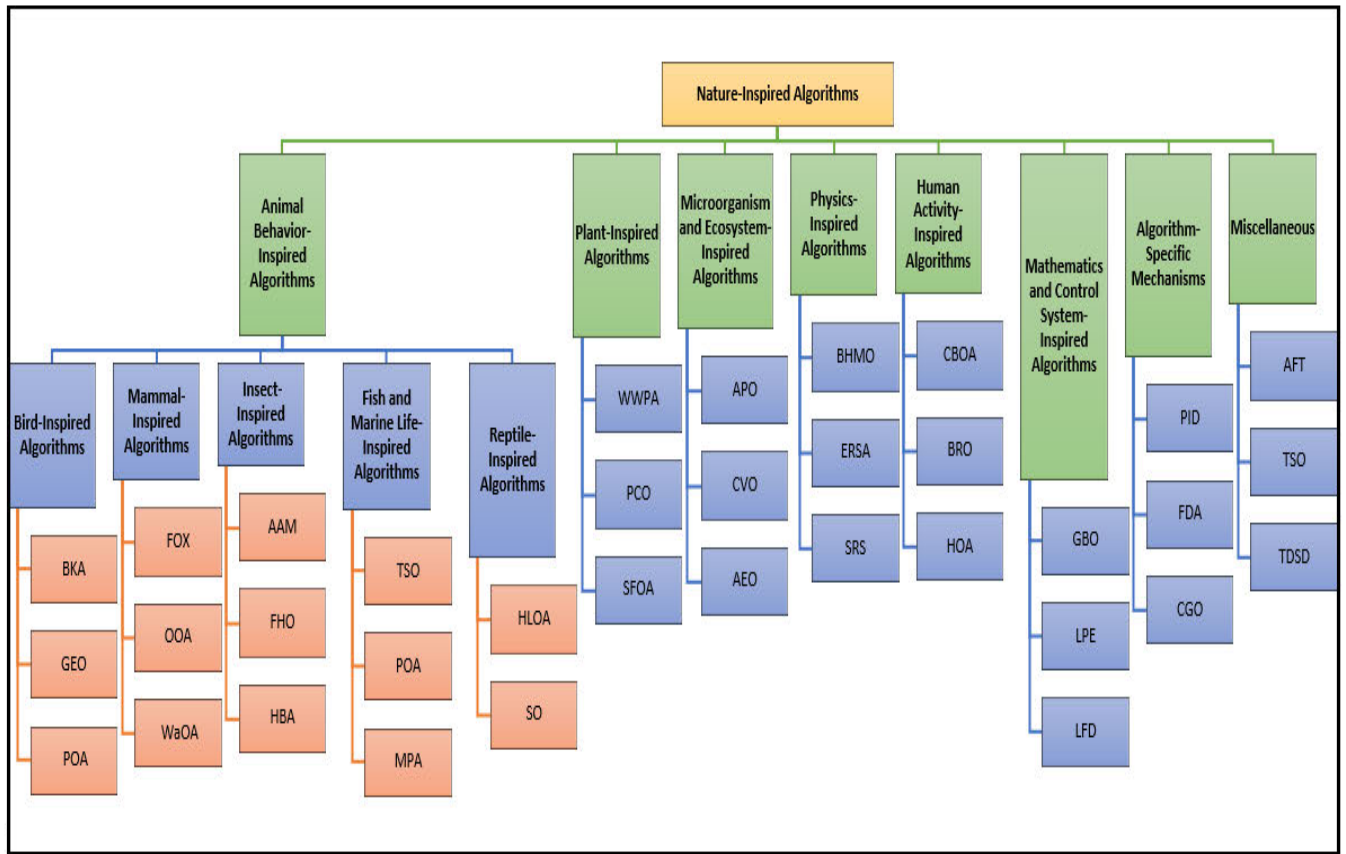 Nature-Inspired Algorithms
Animal
Behavior-
Inspired
Algorithms
Bird-Inspired
Algorithms
BKA
GEO
POA
Mammal-
Inspired
Algorithms
FOX
OOA
WaOA
Insect-
Inspired
Algorithms
AAM
FHO
HBA
Fish and
Marine Life-
Inspired
Algorithms
TSO
POA
MPA
Reptile-
Inspired
Algorithms
HLOA
SO
Plant-Inspired
Algorithms
WWPA
PCO
SFOA
Microorganism
and Ecosystem-
Inspired
Algorithms
APO
CVO
AEO
Physics-
Inspired
Algorithms
BHMO
ERSA
SRS
Human
Activity-
Inspired
Algorithms
CBOA
BRO
HOA
Mathematics
and Control
System-
Inspired
Algorithms
GBO
LPE
LFD
Algorithm-
Specific
Mechanisms
PID
FDA
CGO
Miscellaneous
AFT
TSO
TDSD